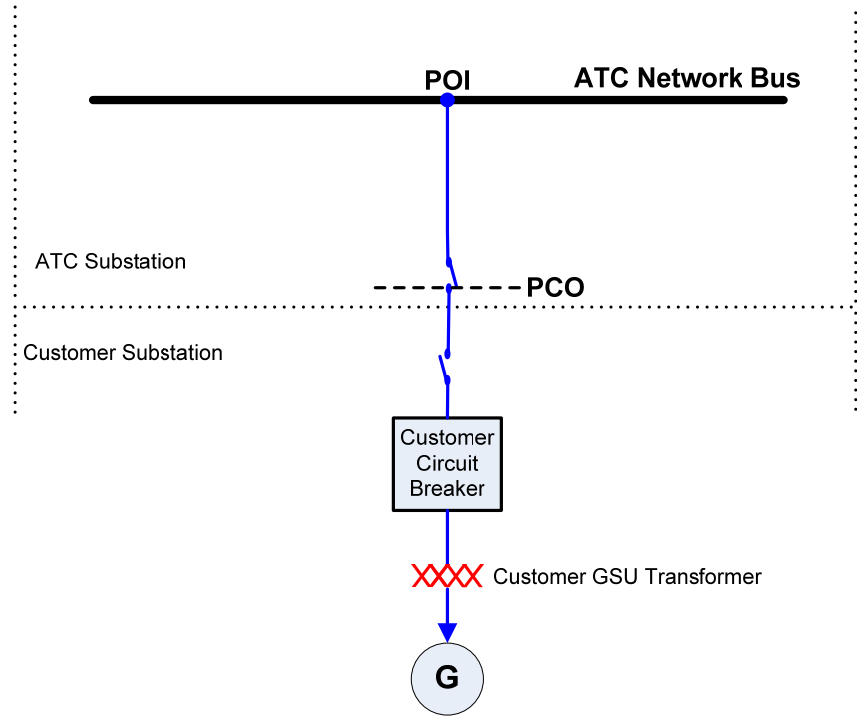 POI
ATC Network Bus
ATC Substation
PCO
Customer Substation
Customer
Circuit
Breaker
Customer GSU Transformer
G